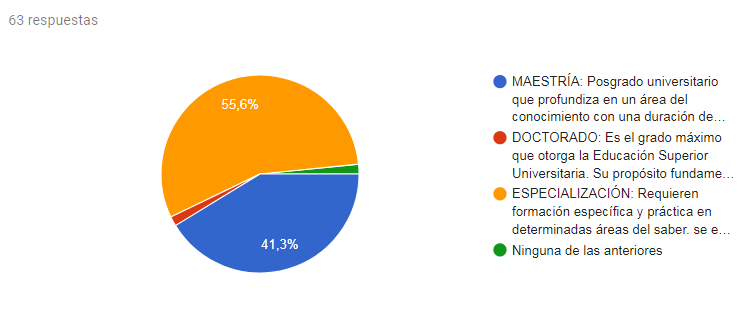 63 respuestas
55,6%
41,3%
MAESTRÍA: Posgrado universitario
que profundiza en un área del
conocimiento con una duración de…
DOCTORADO: Es el grado máximo
que otorga la Educación Superior
Universitaria. Su propósito fundame…
ESPECIALIZACIÓN: Requieren
formación específica y práctica en
determinadas áreas del saber. se e…
Ninguna de las anteriores